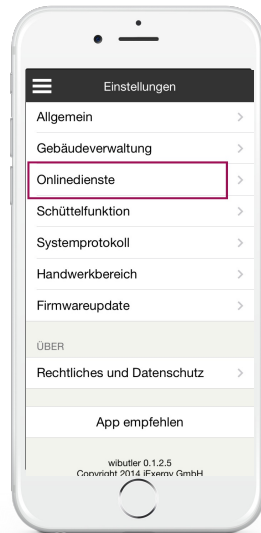 Einstellungen
Allgemein
Gebäudeverwaltung
Onlinedienste
Schüttelfunktion
Systemprotokoll
Handwerkbereich
Firmwareupdate
ÜBER
Rechtliches und Datenschutz
App empfehlen
wibutler 0.1.2.5
Copyright 2014 iExergy GmbH